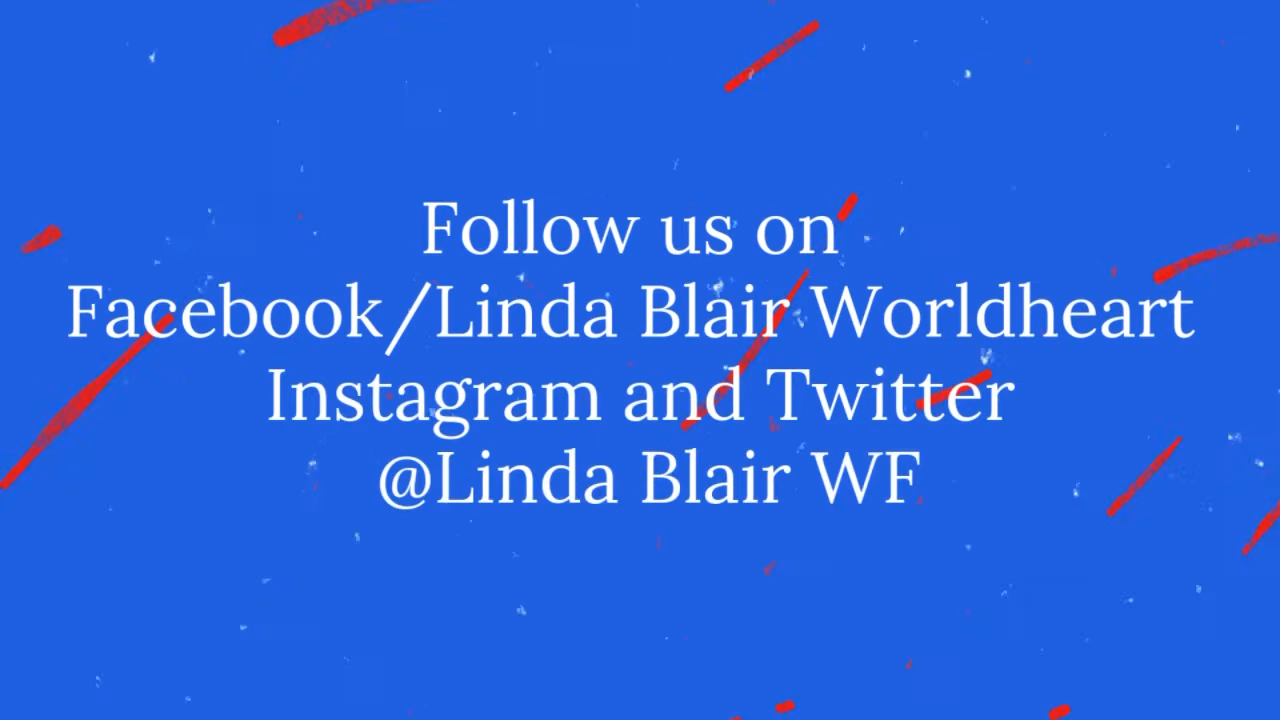 Follow us on
Facebook/Linda Blair Worldheart
Instagram and Twitter
@Linda Blair WF